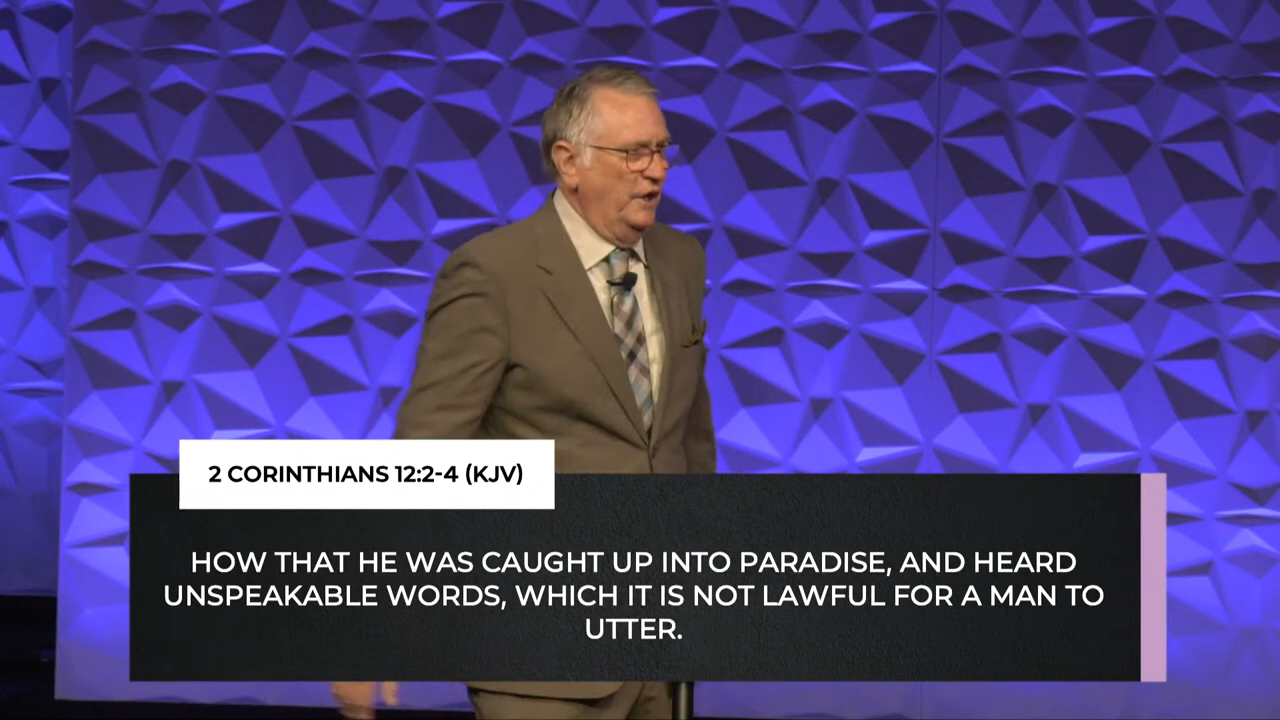 2 CORINTHIANS 12:2-4 (KJV)
HOW THAT HE WAS CAUGHT UP INTO PARADISE, AND HEARD
UNSPEAKABLE WORDS, WHICH IT IS NOT LAWFUL FOR A MAN TO
UTTER.